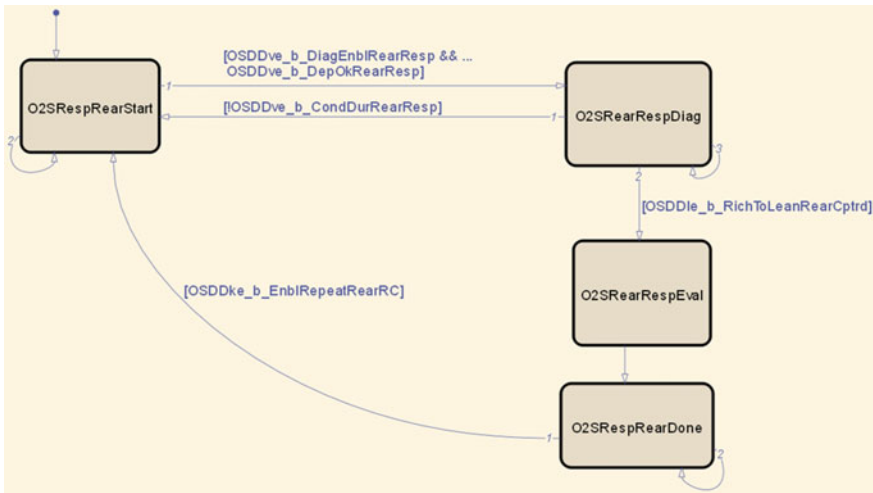 [OSDDve_b_DiagEnblRearResp && ...
OSDDve_b_DepOkRearResp]
1
O2SRespRearStart
[!OSDDve_b_CondDurRearResp]
1
O2SRearRespDiag
2
3
2
[OSDDle_b_RichToLeanRearCptrd]
[OSDDke_b_EnblRepeatRearRC]
O2SRearRespEval
O2SRespRearDone
1
2